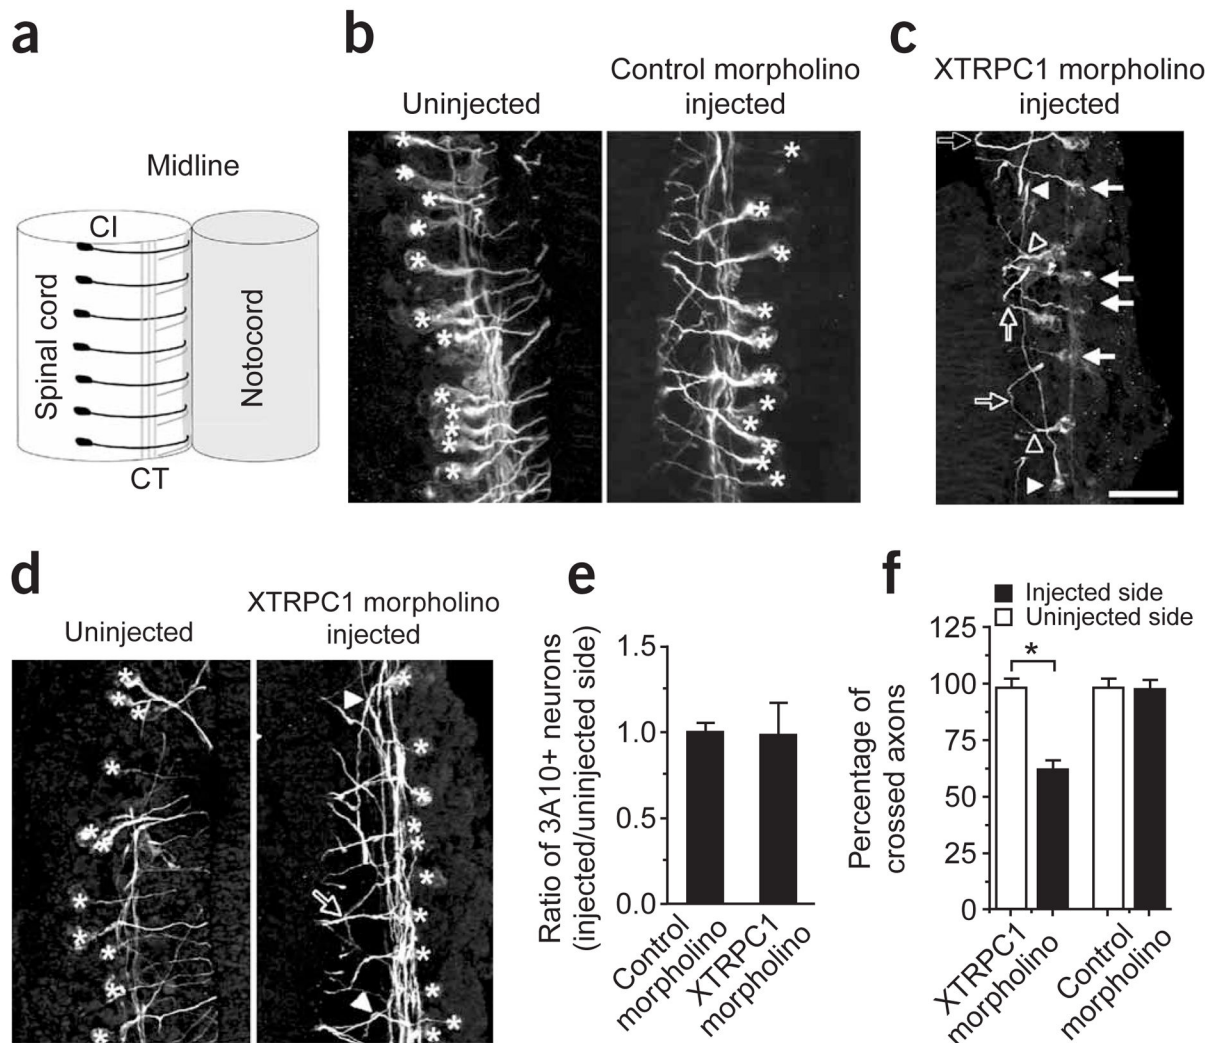 a
Midline
CI
Spinal cord
Notocord
CT
b
Uninjected
Control morpholino
injected
c
XTRPC1 morpholino
injected
d
Uninjected
XTRPC1 morpholino
injected
e
Ratio of 3A10+ neurons
(injected/uninjected side)
1.5
1.0
0.5
0.0
Control
morpholino
XTRPC1
morpholino
f
Injected side
Uninjected side
Percentage of
crossed axons
125
100
75
50
25
0
*
XTRPC1
morpholino
Control
morpholino